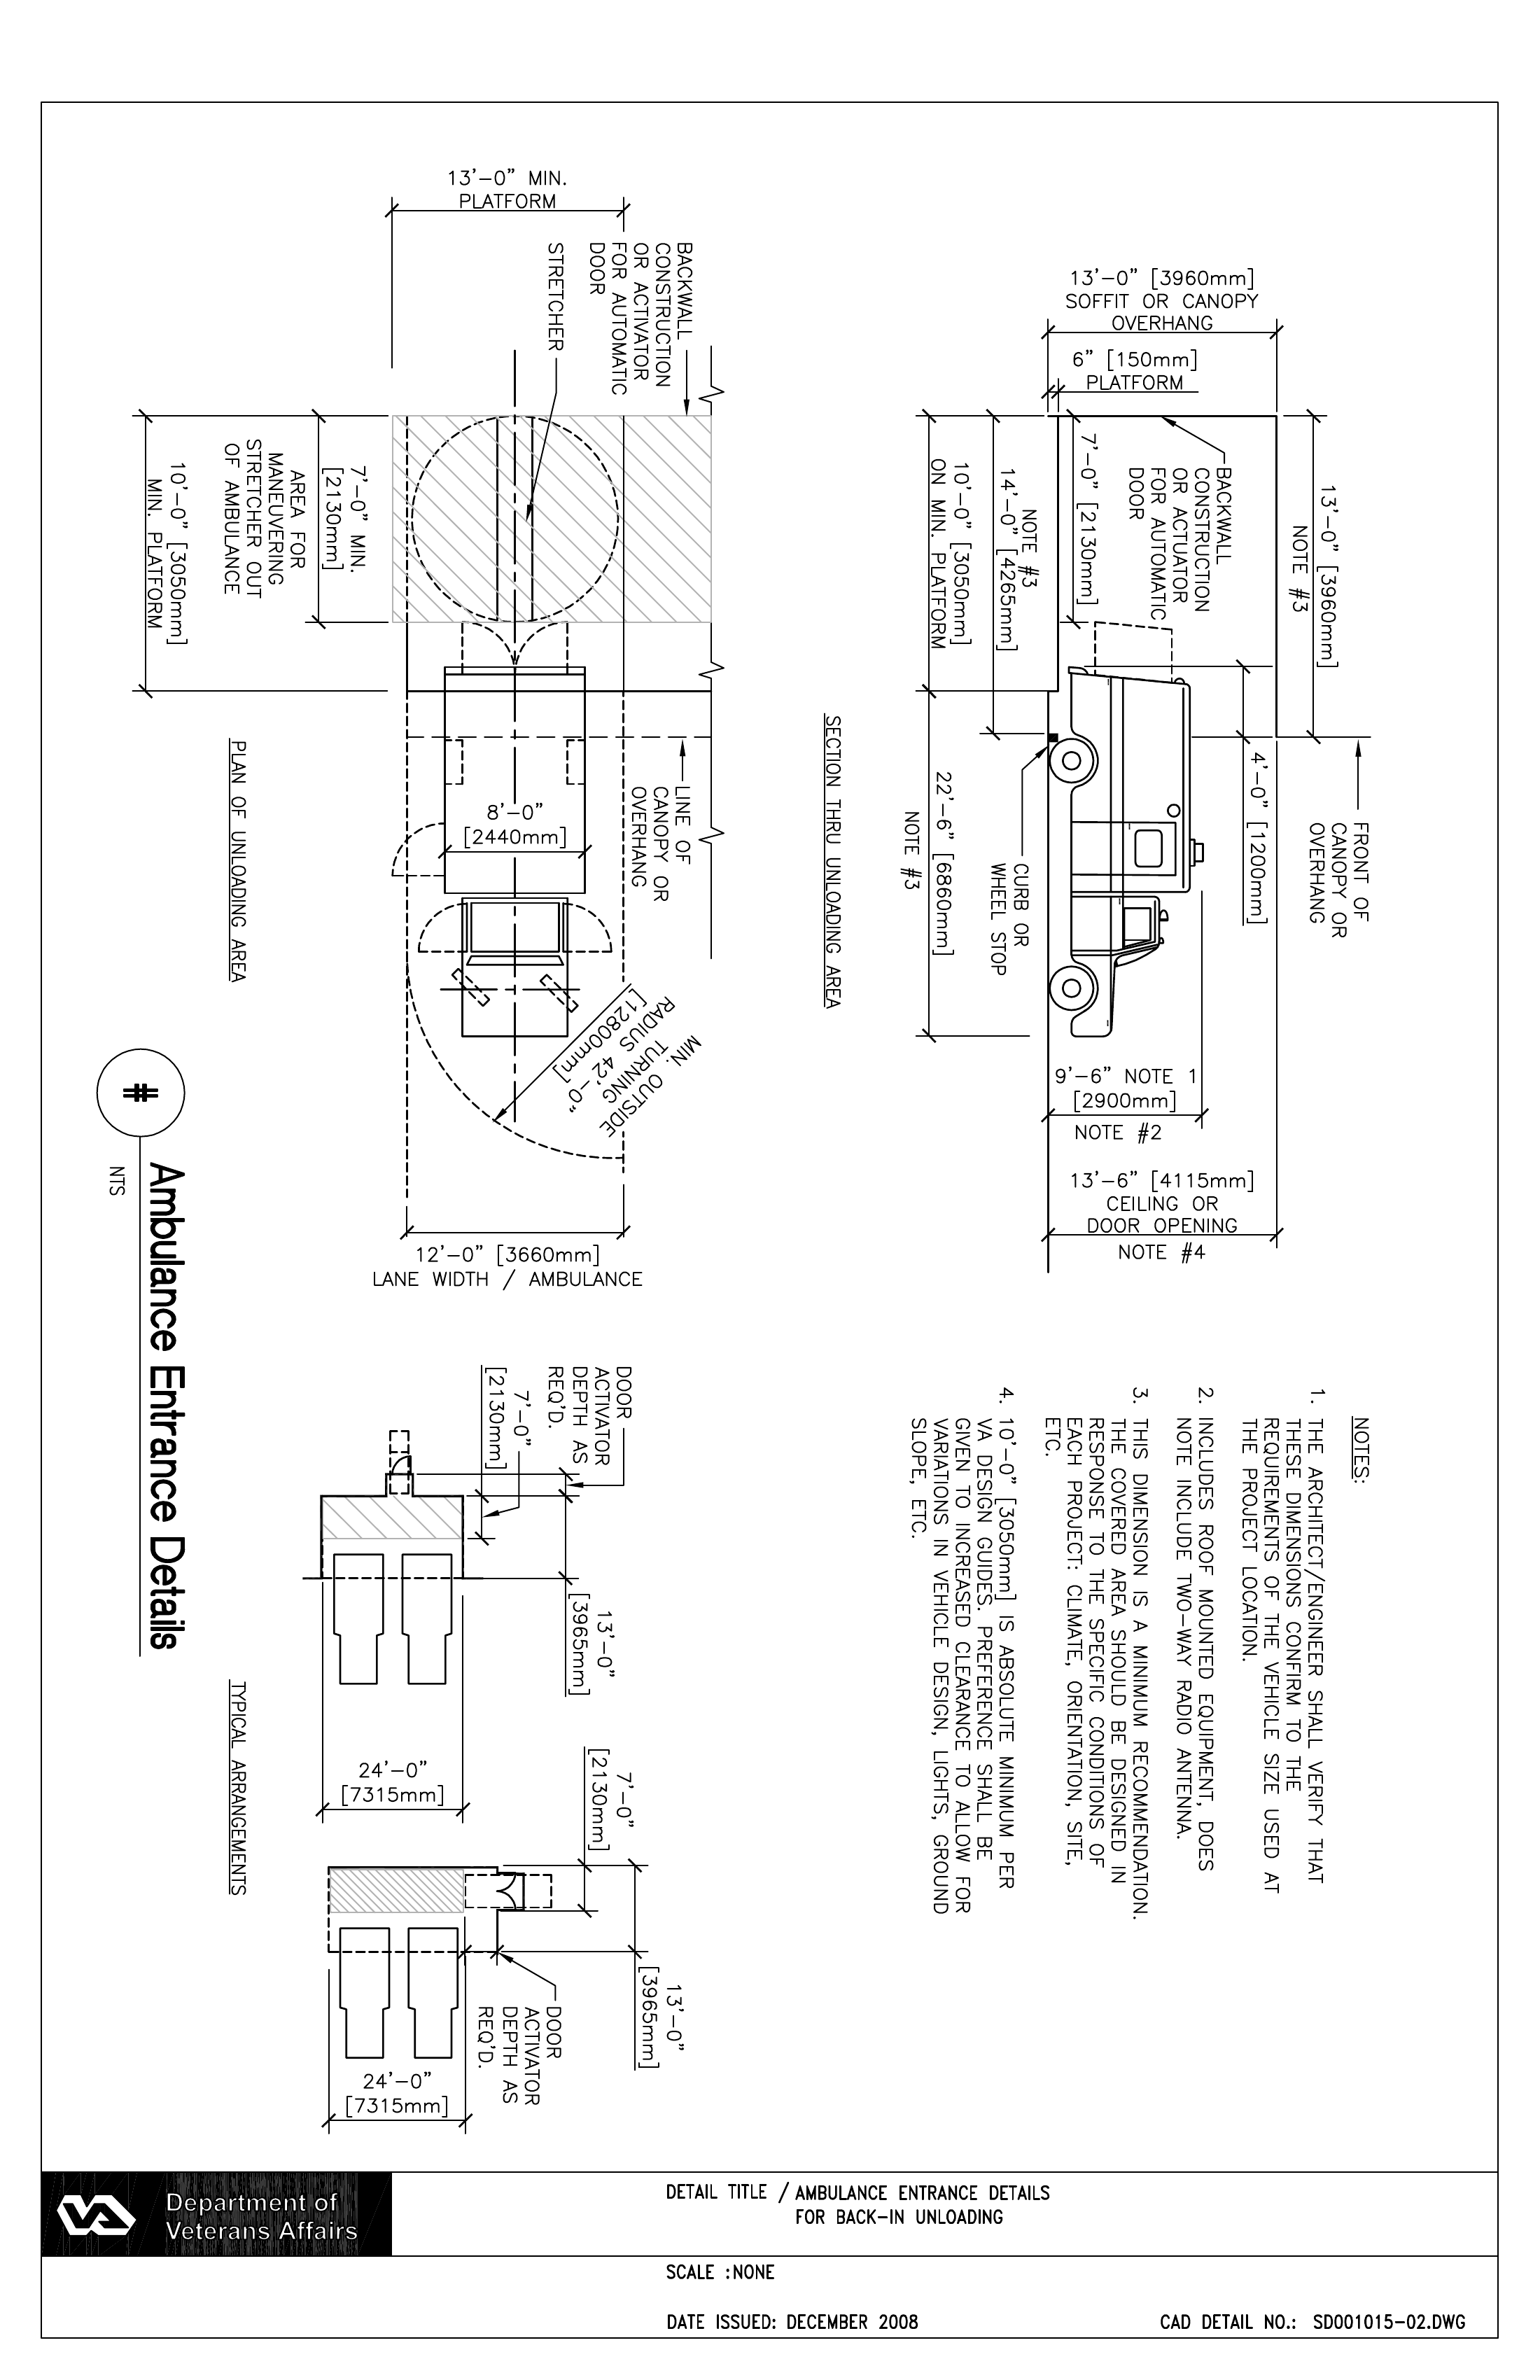 13'-0" MIN.
PLATFORM
BACKWALL
CONSTRUCTION
OR ACTIVATOR
FOR AUTOMATIC
DOOR
STRETCHER
7'-0" MIN.
[2130mm]
AREA FOR
MANEUVERING
STRETCHER OUT
OF AMBULANCE
10'-0" [3050mm]
MIN. PLATFORM
8'-0"
[2440mm]
LINE OF
CANOPY OR
OVERHANG
MIN. OUTSIDE
TURNING
RADIUS 42'-0"
[12800mm]
12'-0" [3660mm]
LANE WIDTH / AMBULANCE
PLAN OF UNLOADING AREA
13'-0" [3960mm]
SOFFIT OR CANOPY
OVERHANG
6" [150mm]
PLATFORM
13'-0" [3960mm]
NOTE #3
BACKWALL
CONSTRUCTION
OR ACTUATOR
FOR AUTOMATIC
DOOR
7'-0" [2130mm]
NOTE #3
14'-0" [4265mm]
10'-0" [3050mm]
ON MIN. PLATFORM
FRONT OF
CANOPY OR
OVERHANG
4'-0" [1200mm]
CURB OR
WHEEL STOP
22'-6" [6860mm]
NOTE #3
9'-6" NOTE 1
[2900mm]
NOTE #2
13'-6" [4115mm]
CEILING OR
DOOR OPENING
NOTE #4
SECTION THRU UNLOADING AREA
NOTES:
1. THE ARCHITECT/ENGINEER SHALL VERIFY THAT
THESE DIMENSIONS CONFIRM TO THE
REQUIREMENTS OF THE VEHICLE SIZE USED AT
THE PROJECT LOCATION.
2. INCLUDES ROOF MOUNTED EQUIPMENT, DOES
NOTE INCLUDE TWO-WAY RADIO ANTENNA.
3. THIS DIMENSION IS A MINIMUM RECOMMENDATION.
THE COVERED AREA SHOULD BE DESIGNED IN
RESPONSE TO THE SPECIFIC CONDITIONS OF
EACH PROJECT: CLIMATE, ORIENTATION, SITE,
ETC.
4. 10'-0" [3050mm] IS ABSOLUTE MINIMUM PER
VA DESIGN GUIDES. PREFERENCE SHALL BE
GIVEN TO INCREASED CLEARANCE TO ALLOW FOR
VARIATIONS IN VEHICLE DESIGN, LIGHTS, GROUND
SLOPE, ETC.
DOOR
ACTIVATOR
DEPTH AS
REQ'D.
7'-0"
[2130mm]
13'-0"
[3965mm]
24'-0"
[7315mm]
7'-0"
[2130mm]
13'-0"
[3965mm]
DOOR
ACTIVATOR
DEPTH AS
REQ'D.
24'-0"
[7315mm]
TYPICAL ARRANGEMENTS
#
Ambulance Entrance Details
NTS
Department of
Veterans Affairs
DETAIL TITLE / AMBULANCE ENTRANCE DETAILS
FOR BACK-IN UNLOADING
SCALE :NONE
DATE ISSUED: DECEMBER 2008
CAD DETAIL NO.: SD001015-02.DWG